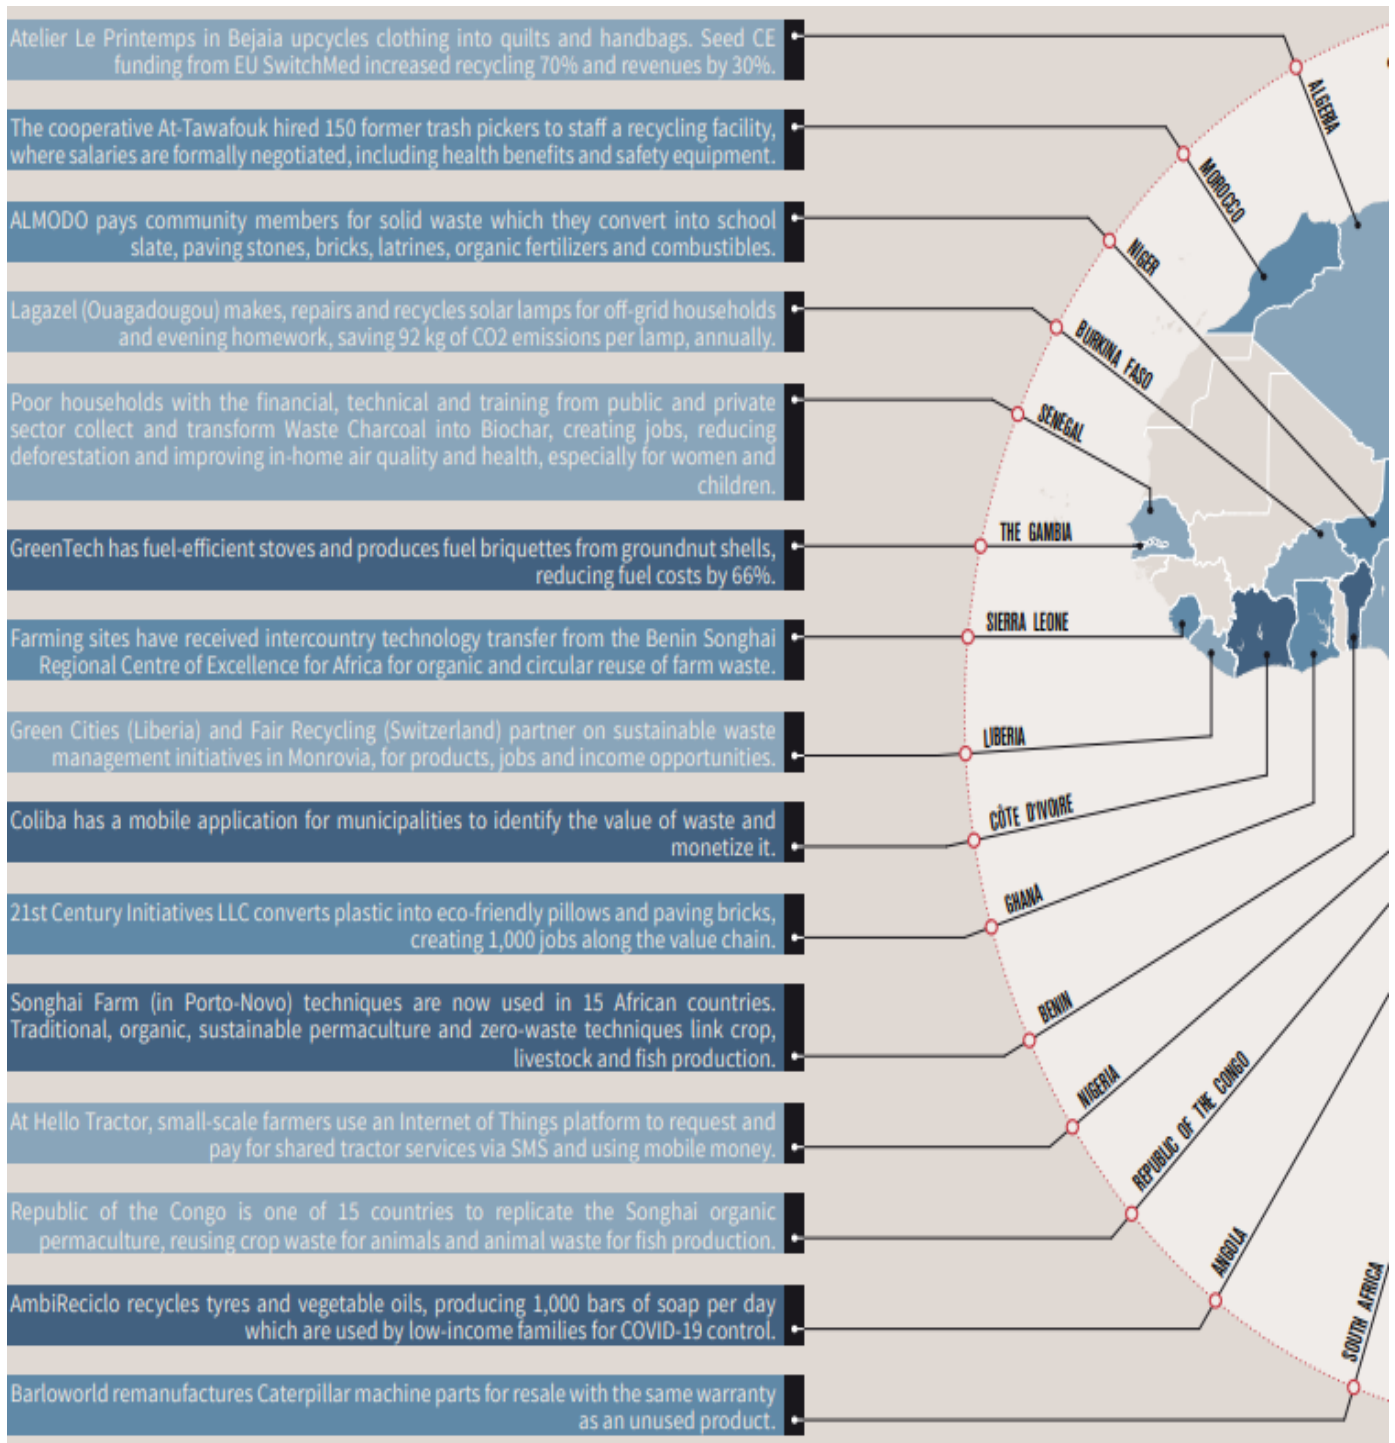 Atelier Le Printemps in Bejaia upcycles clothing into quilts and handbags. Seed CE
funding from EU SwitchMed increased recycling 70% and revenues by 30%.
ALGERIA
The cooperative At-Tawafouk hired 150 former trash pickers to staff a recycling facility,
where salaries are formally negotiated, including health benefits and safety equipment.
MOROCCO
ALMODO pays community members for solid waste which they convert into school
slate, paving stones, bricks, latrines, organic fertilizers and combustibles.
NIGER
Lagazel (Ouagadougou) makes, repairs and recycles solar lamps for off-grid households
and evening homework, saving 92 kg of CO2 emissions per lamp, annually.
BURKINA FASO
Poor households with the financial, technical and training from public and private
sector collect and transform Waste Charcoal into Biochar, creating jobs, reducing
deforestation and improving in-home air quality and health, especially for women and
children.
SENEGAL
GreenTech has fuel-efficient stoves and produces fuel briquettes from groundnut shells,
reducing fuel costs by 66%.
THE GAMBIA
Farming sites have received intercountry technology transfer from the Benin Songhai
Regional Centre of Excellence for Africa for organic and circular reuse of farm waste.
SIERRA LEONE
Green Cities (Liberia) and Fair Recycling (Switzerland) partner on sustainable waste
management initiatives in Monrovia, for products, jobs and income opportunities.
LIBERIA
Coliba has a mobile application for municipalities to identify the value of waste and
monetize it.
CÔTE D'IVOIRE
21st Century Initiatives LLC converts plastic into eco-friendly pillows and paving bricks,
creating 1,000 jobs along the value chain.
GHANA
Songhai Farm (in Porto-Novo) techniques are now used in 15 African countries.
Traditional, organic, sustainable permaculture and zero-waste techniques link crop,
livestock and fish production.
BENIN
At Hello Tractor, small-scale farmers use an Internet of Things platform to request and
pay for shared tractor services via SMS and using mobile money.
NIGERIA
Republic of the Congo is one of 15 countries to replicate the Songhai organic
permaculture, reusing crop waste for animals and animal waste for fish production.
REPUBLIC OF THE CONGO
AmbiReciclo recycles tyres and vegetable oils, producing 1,000 bars of soap per day
which are used by low-income families for COVID-19 control.
ANGOLA
Barloworld remanufactures Caterpillar machine parts for resale with the same warranty
as an unused product.
SOUTH AFRICA